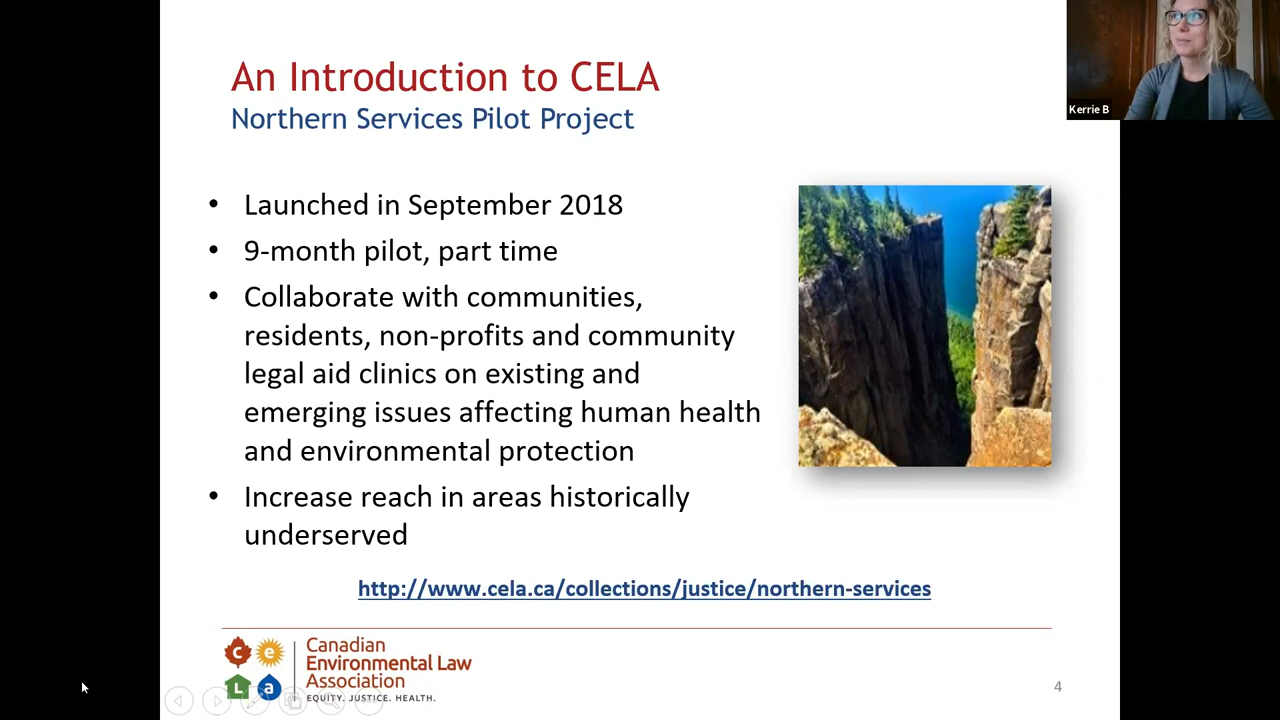 An Introduction to CELA
Northern Services Pilot Project
Kerrie B
• Launched in September 2018
• 9-month pilot, part time
• Collaborate with communities,
residents, non-profits and community
legal aid clinics on existing and
emerging issues affecting human health
and environmental protection
• Increase reach in areas historically
underserved
http://www.cela.ca/collections/justice/northern-services
c e L a
Canadian
Environmental Law
Association
EQUITY. JUSTICE. HEALTH.
4